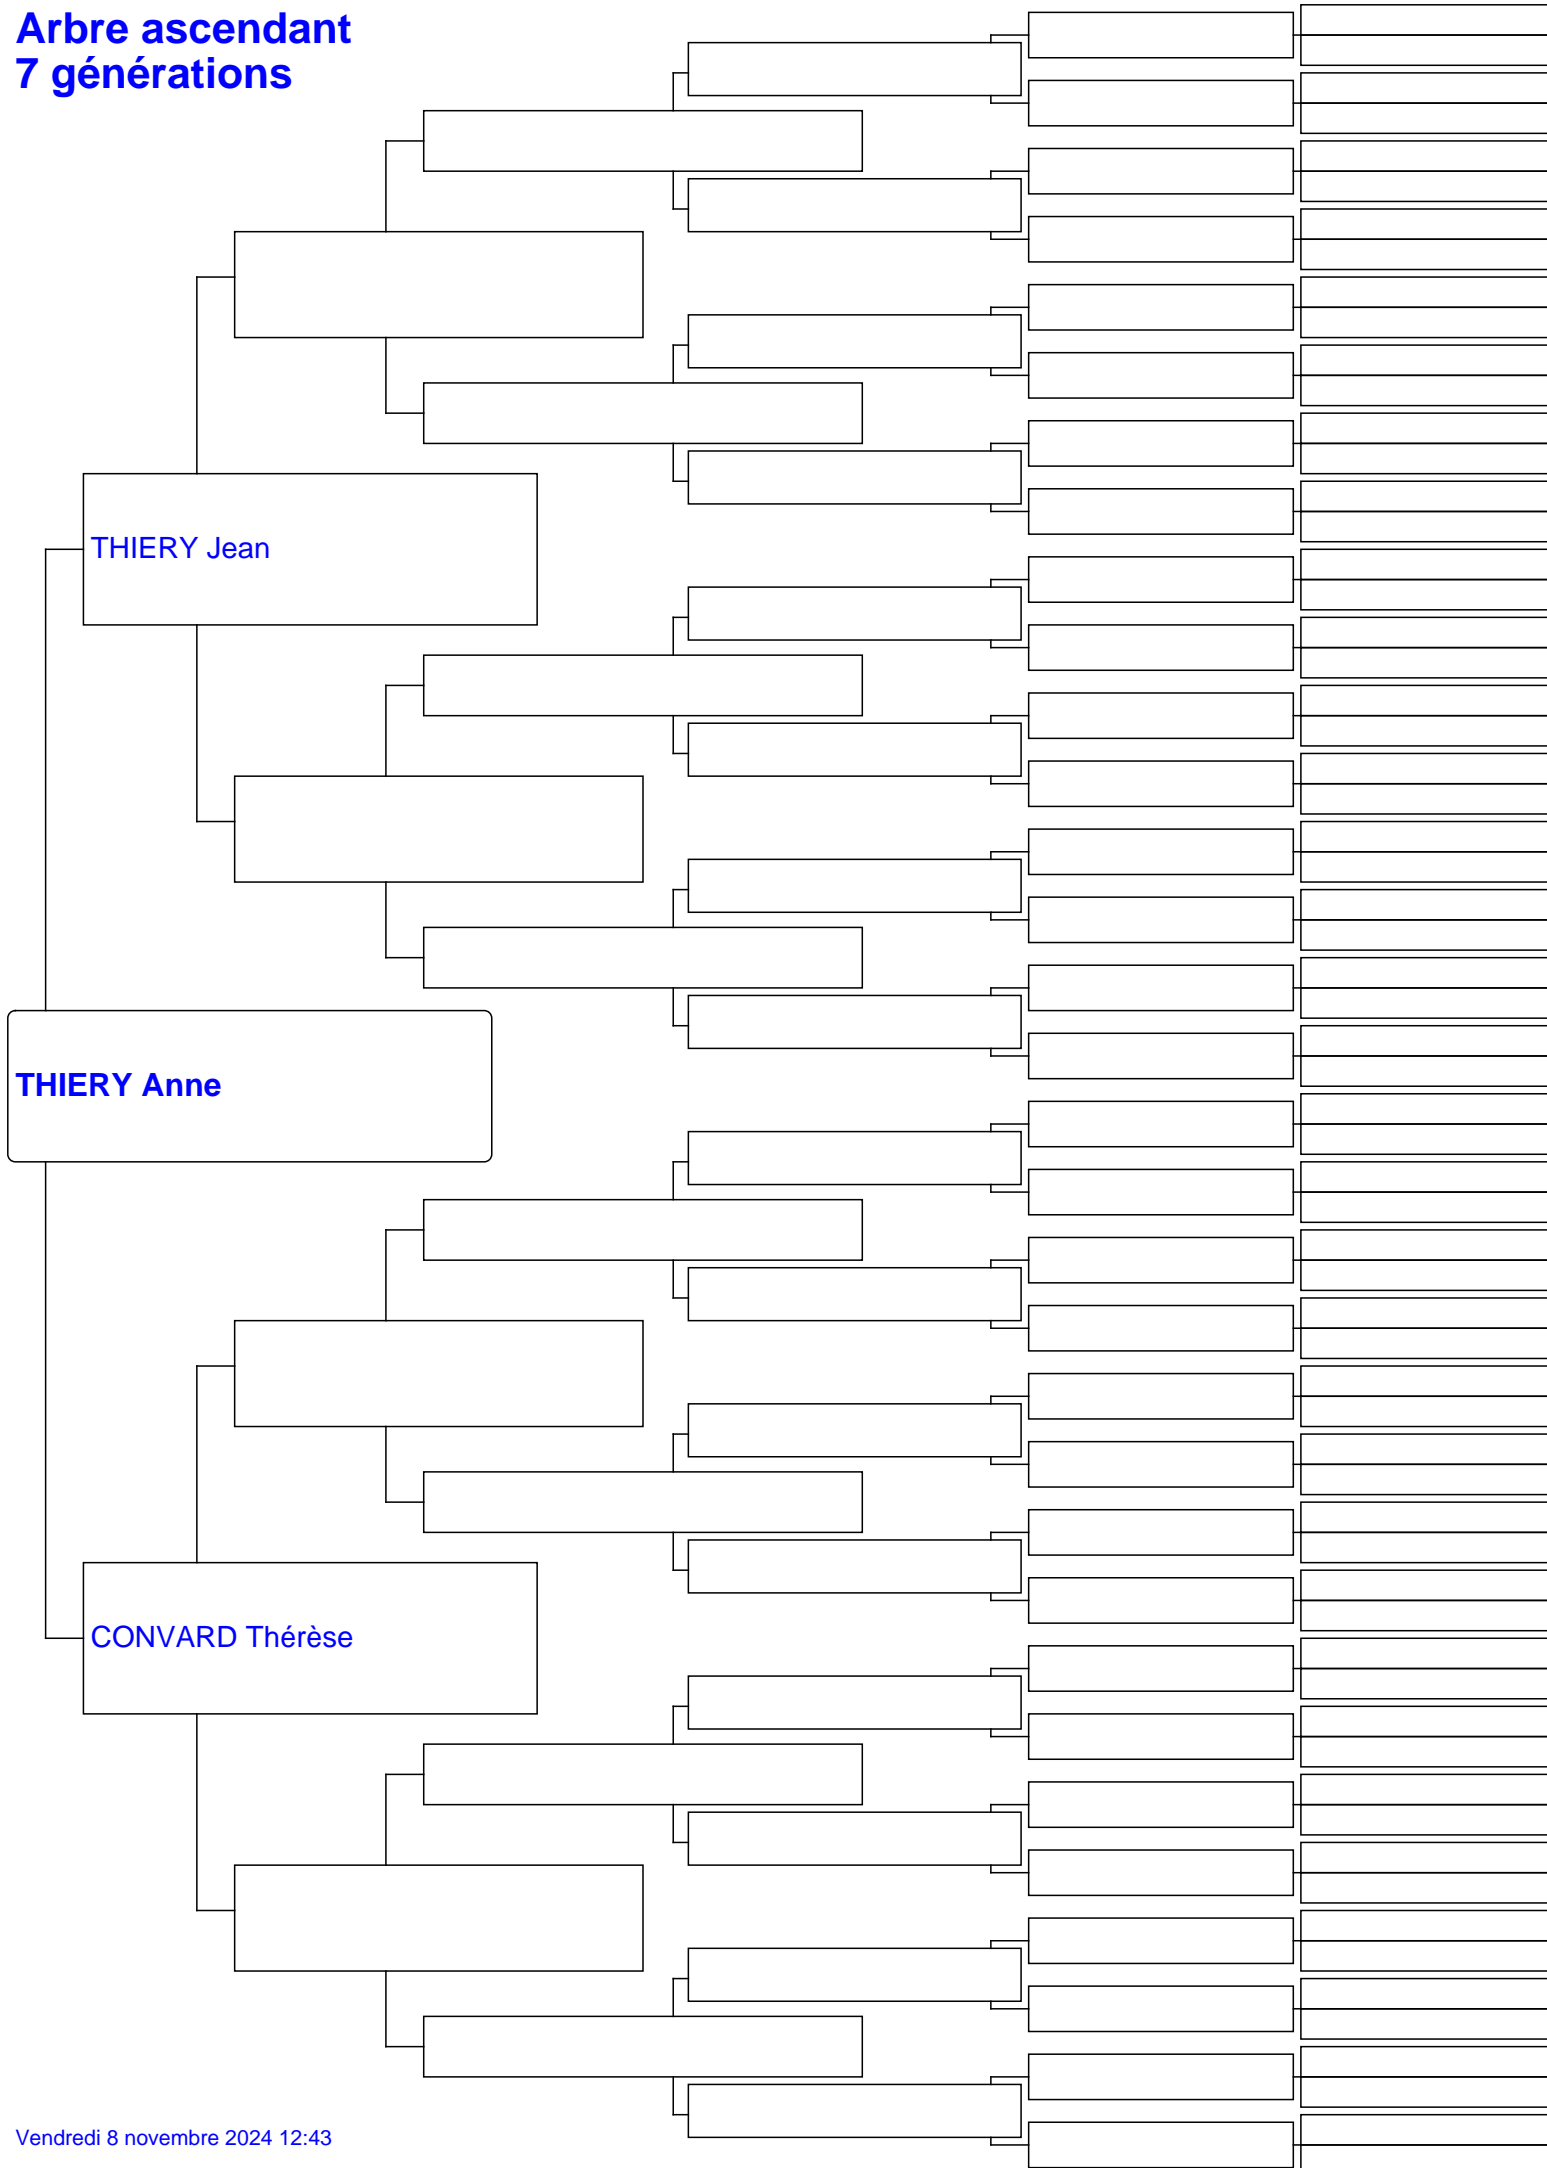 Arbre ascendant
7 générations
THIERY Jean
THIERY Anne
CONVARD Thérèse
Vendredi 8 novembre 2024 12:43